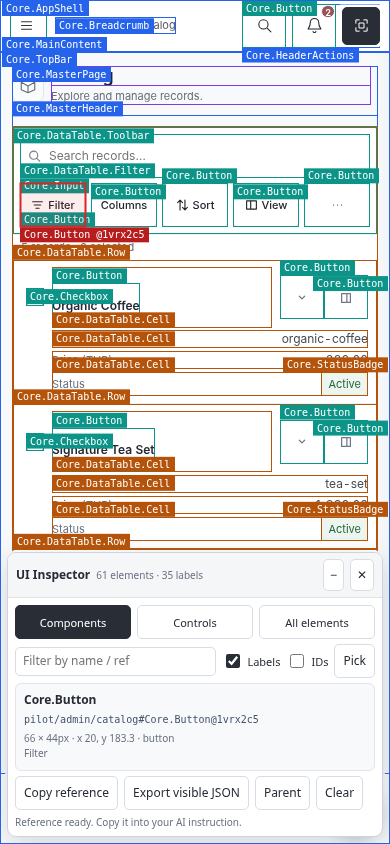 Core.AppShell
Core.Button
Core.Breadcrumb
2
Core.MainContent
Core.HeaderActions
Core.TopBar
Core.MasterPage
Explore and manage records.
Core.MasterHeader
Core.DataTable.Toolbar
Search records...
Core.DataTable.Filter
Core.Button
Core.Button
Core.Input
Core.Button
Core.Button
Filter
Columns
Sort
View
...
Core.Button
Core.Button @1vrx2c5
Core.DataTable.Row
Core.Button
Core.Button
Core.Button
Core.Checkbox
Organic Coffee
Core.DataTable.Cell
Core.DataTable.Cell
organic-coffee
Core.DataTable.Cell
Core.StatusBadge
Core.DataTable.Cell
Status
Active
Core.DataTable.Row
Core.Button
Core.Button
Core.Button
Core.Checkbox
Signature Tea Set
Core.DataTable.Cell
Core.DataTable.Cell
tea-set
Core.DataTable.Cell
Core.StatusBadge
Status
Active
Core.DataTable.Row
UI Inspector 61 elements · 35 labels
−
×
Components
Controls
All elements
Filter by name / ref
Labels
IDs
Pick
Core.Button
pilot/admin/catalog#Core.Button@1vrx2c5
66 × 44px · x 20, y 183.3 · button
Filter
Copy reference
Export visible JSON
Parent
Clear
Reference ready. Copy it into your AI instruction.